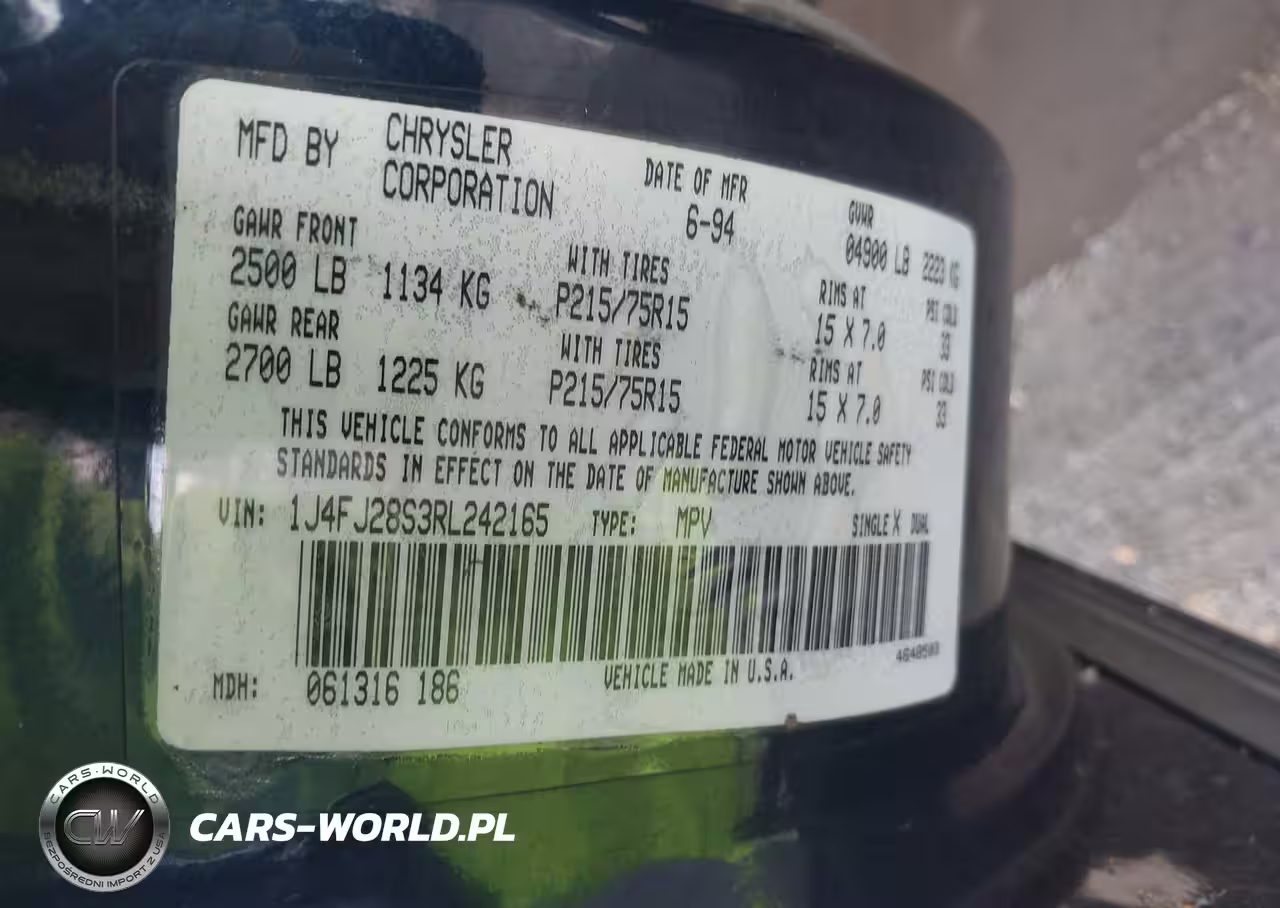 MFD BY CHRYSLER CORPORATION
DATE OF MFR
6-94
GVWR
04900 LB 2223 KG
GAWR FRONT
2500 LB 1134 KG
WITH TIRES
P215/75R15
RIMS AT
15 X 7.0
PSI COLD
33
GAWR REAR
2700 LB 1225 KG
WITH TIRES
P215/75R15
RIMS AT
15 X 7.0
PSI COLD
33
THIS VEHICLE CONFORMS TO ALL APPLICABLE FEDERAL MOTOR VEHICLE SAFETY
STANDARDS IN EFFECT ON THE DATE OF MANUFACTURE SHOWN ABOVE.
VIN: 1J4FJ28S3RL242165 TYPE: MPV SINGLE X DUAL
4648503
MDH: 061316 186 VEHICLE MADE IN U.S.A.
CARS-WORLD
CW
BEZPOŚREDNI IMPORT Z USA
CARS-WORLD.PL